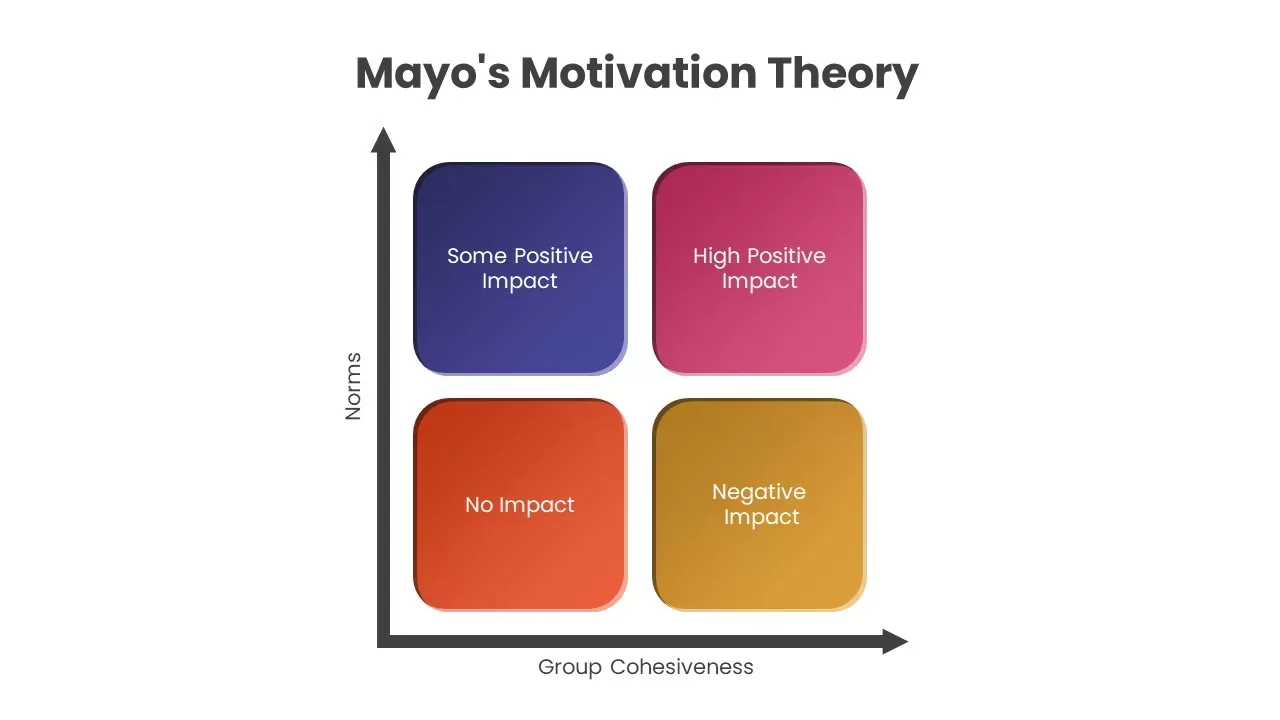 Mayo's Motivation Theory
Some Positive
Impact
High Positive
Impact
Norms
No Impact
Negative
Impact
Group Cohesiveness